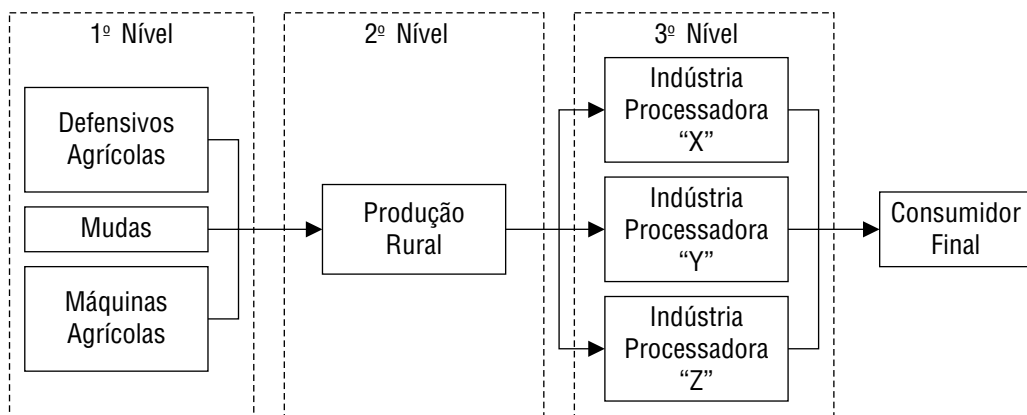 1º Nível
Defensivos
Agrícolas
Mudas
Máquinas
Agrícolas
2º Nível
Produção
Rural
3º Nível
Indústria
Processadora
“X”
Indústria
Processadora
“Y”
Indústria
Processadora
“Z”
Consumidor
Final